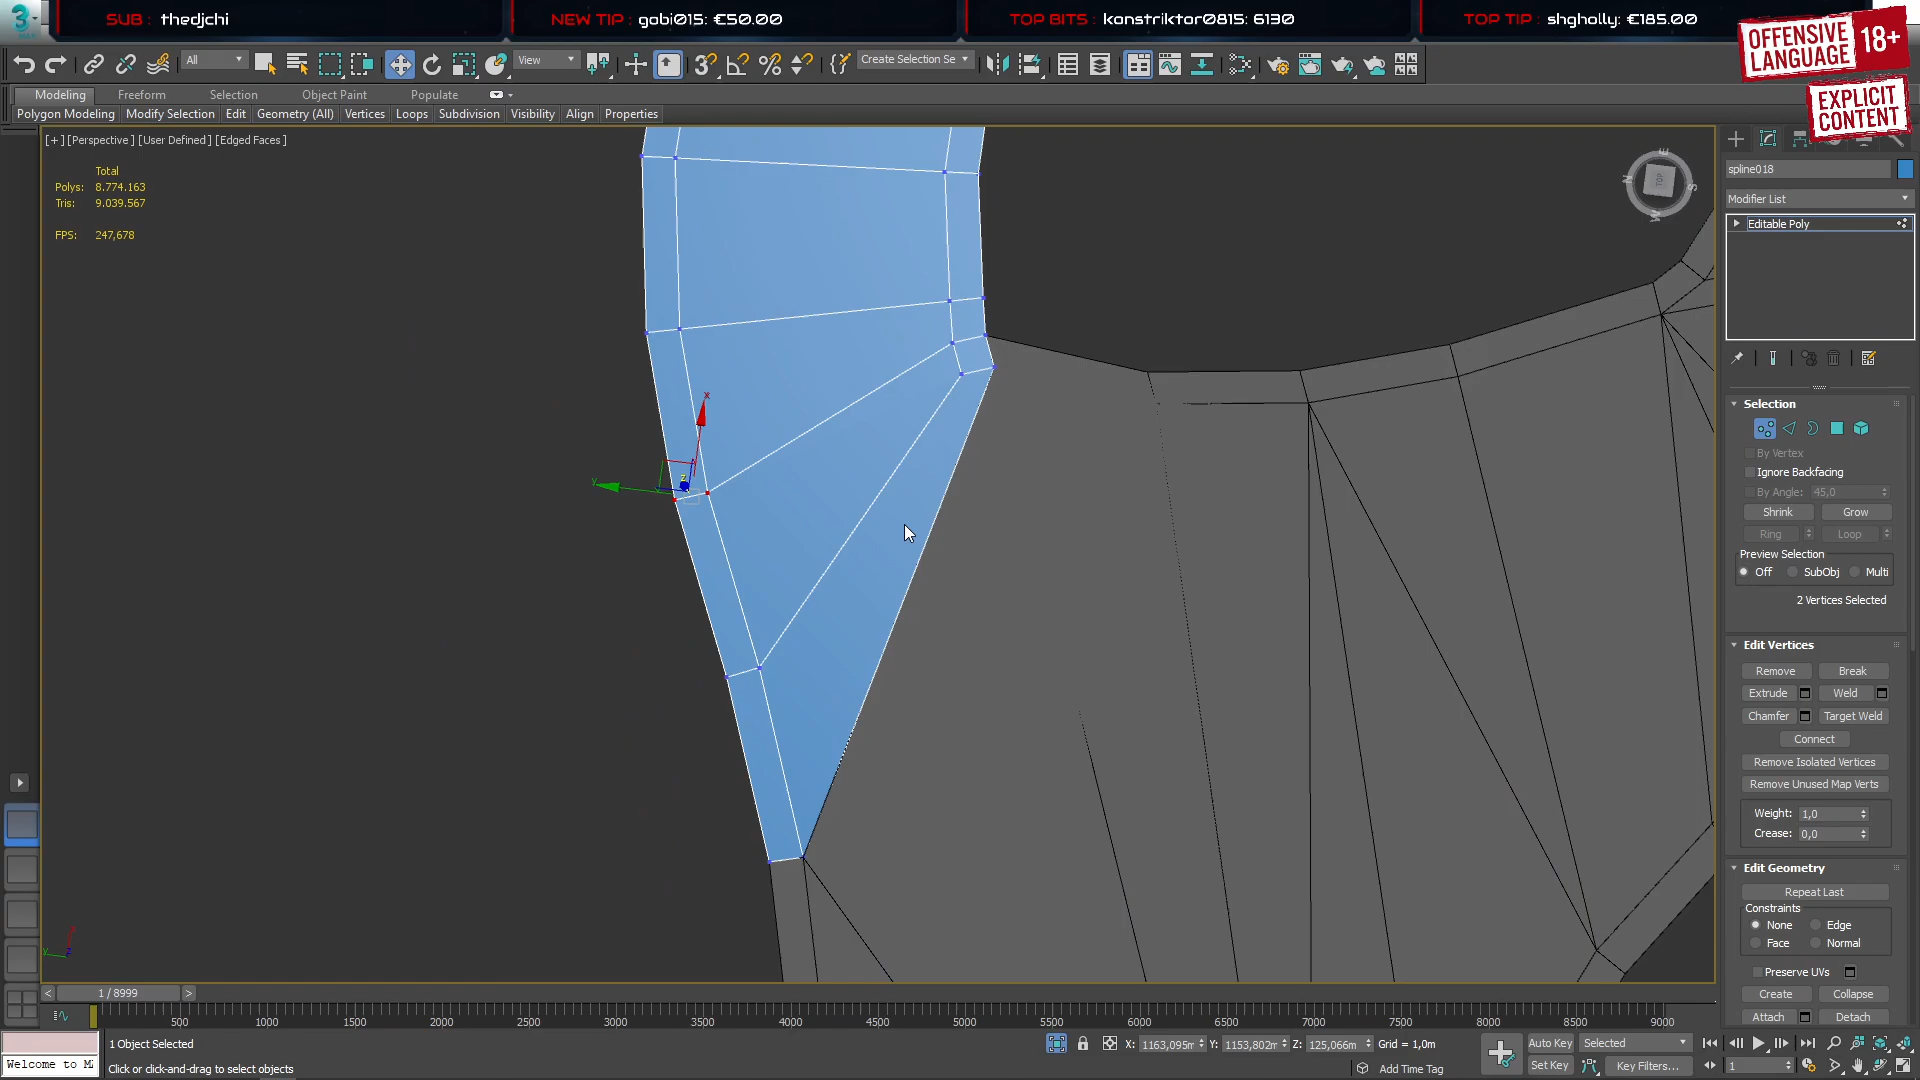 SUB : thedjchi
NEW TIP : gabi015: €50.00
TOP BITS : konstriktor0815: 6130
TOP TIP : shgholly: €185.00
OFFENSIVE LANGUAGE 18+
EXPLICIT CONTENT
All
View
Create Selection Se
Modeling Freeform Selection Object Paint Populate
Polygon Modeling Modify Selection Edit Geometry (All) Vertices Loops Subdivision Visibility Align Properties
[+] [Perspective] [User Defined] [Edged Faces]
Total
Polys: 8.774.163
Tris: 9.039.567
FPS: 247,678
x
y
z
TOP
N
E
S
W
spline018
Modifier List
Editable Poly
Selection
By Vertex
Ignore Backfacing
By Angle: 45,0
Shrink Grow
Ring Loop
Preview Selection
Off SubObj Multi
2 Vertices Selected
Edit Vertices
Remove Break
Extrude Weld
Chamfer Target Weld
Connect
Remove Isolated Vertices
Remove Unused Map Verts
Weight: 1,0
Crease: 0,0
Edit Geometry
Repeat Last
Constraints
None Edge
Face Normal
Preserve UVs
Create Collapse
Attach Detach
< 1 / 8999 >
500 1000 1500 2000 2500 3000 3500 4000 4500 5000 5500 6000 6500 7000 7500 8000 8500 9000
1 Object Selected
Click or click-and-drag to select objects
Welcome to M
X: 1163,095m Y: 1153,802m Z: 125,066m Grid = 1,0m
Add Time Tag
Auto Key Selected
Set Key Key Filters...
1